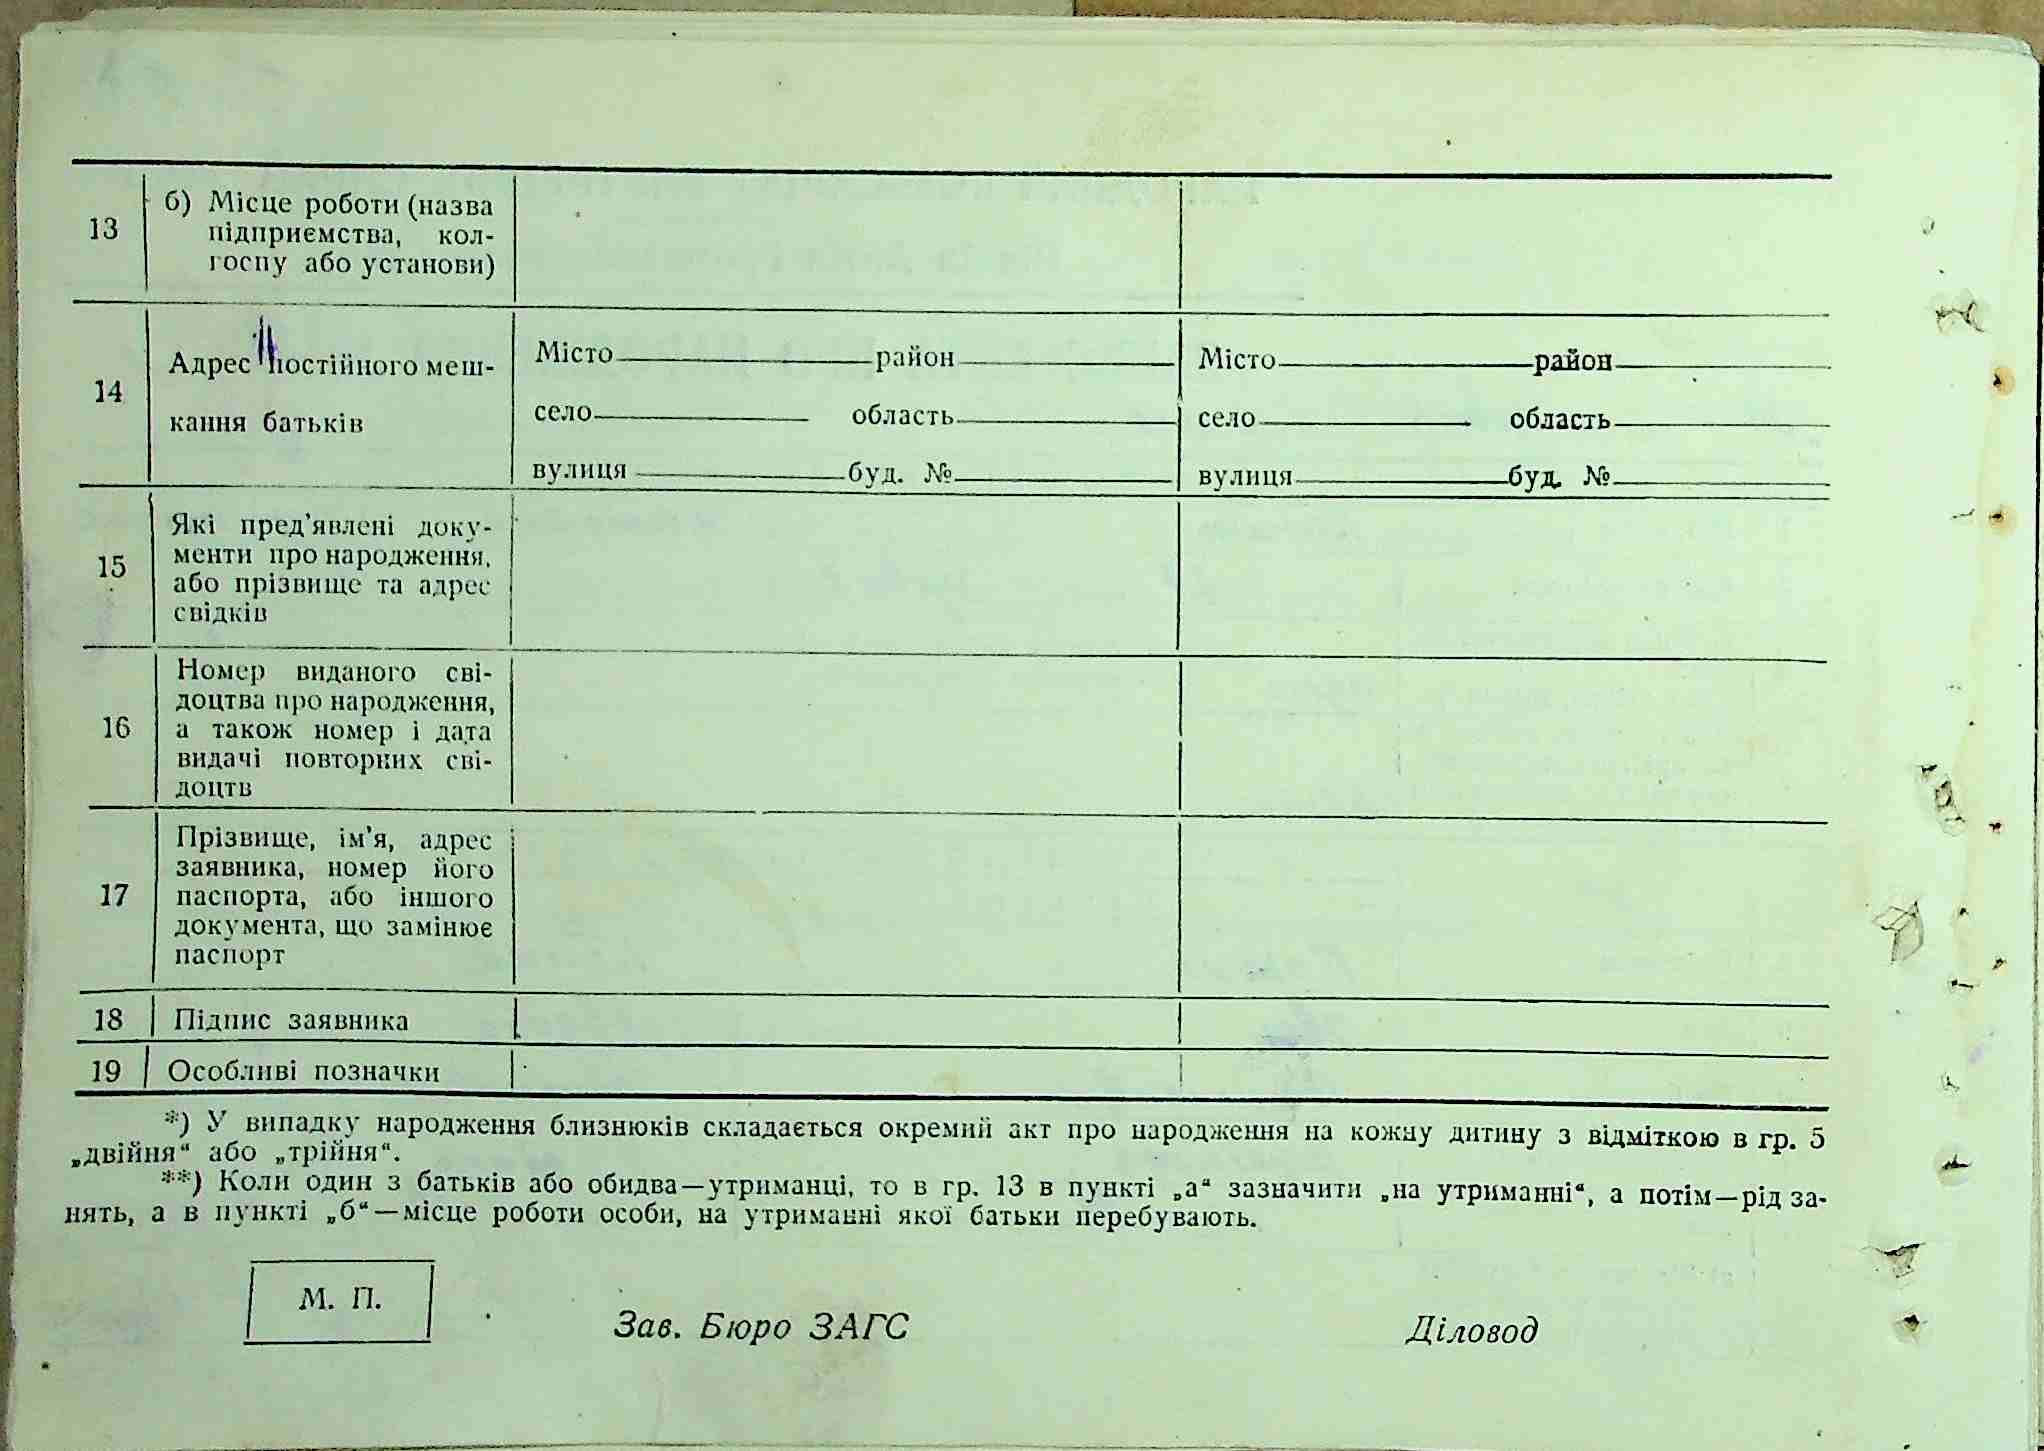 13
б) Місце роботи (назва
підприємства, кол-
госпу або установи)
14
Адрес постійного меш-
кання батьків
Місто район
село область
вулиця буд. №
Місто район
село область
вулиця буд. №
15
Які пред'явлені доку-
менти про народження,
або прізвище та адрес
свідків
16
Номер виданого сві-
доцтва про народження,
а також номер і дата
видачі повторних сві-
доцтв
17
Прізвище, ім'я, адрес
заявника, номер його
паспорта, або іншого
документа, що замінює
паспорт
18 Підпис заявника
19 Особливі позначки
*) У випадку народження близнюків складається окремий акт про народження на кожну дитину з відміткою в гр. 5
„двійня“ або „трійня“.
**) Коли один з батьків або обидва—утриманці, то в гр. 13 в пункті „а“ зазначити „на утриманні“, а потім—рід за-
нять, а в пункті „б“—місце роботи особи, на утриманні якої батьки перебувають.
М. П.
Зав. Бюро ЗАГС Діловод